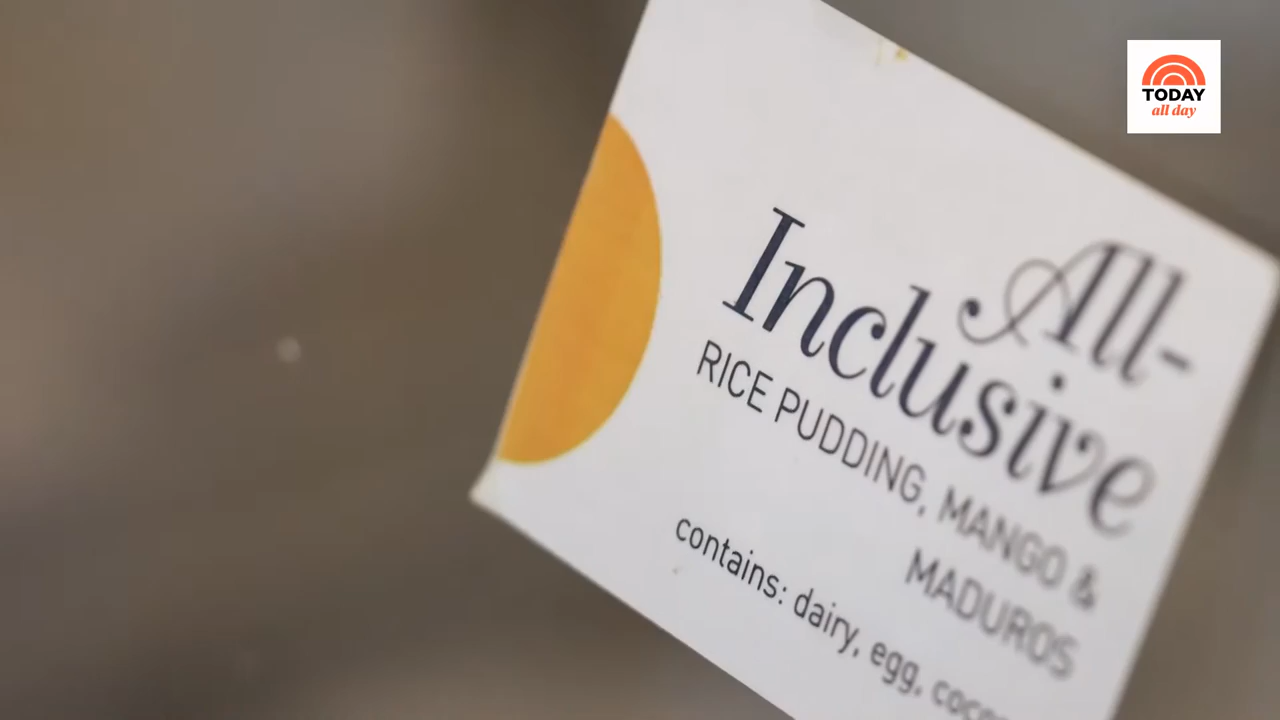 TODAY
all day
All-
Inclusive
RICE PUDDING, MANGO &
MADUROS
contains: dairy, egg,